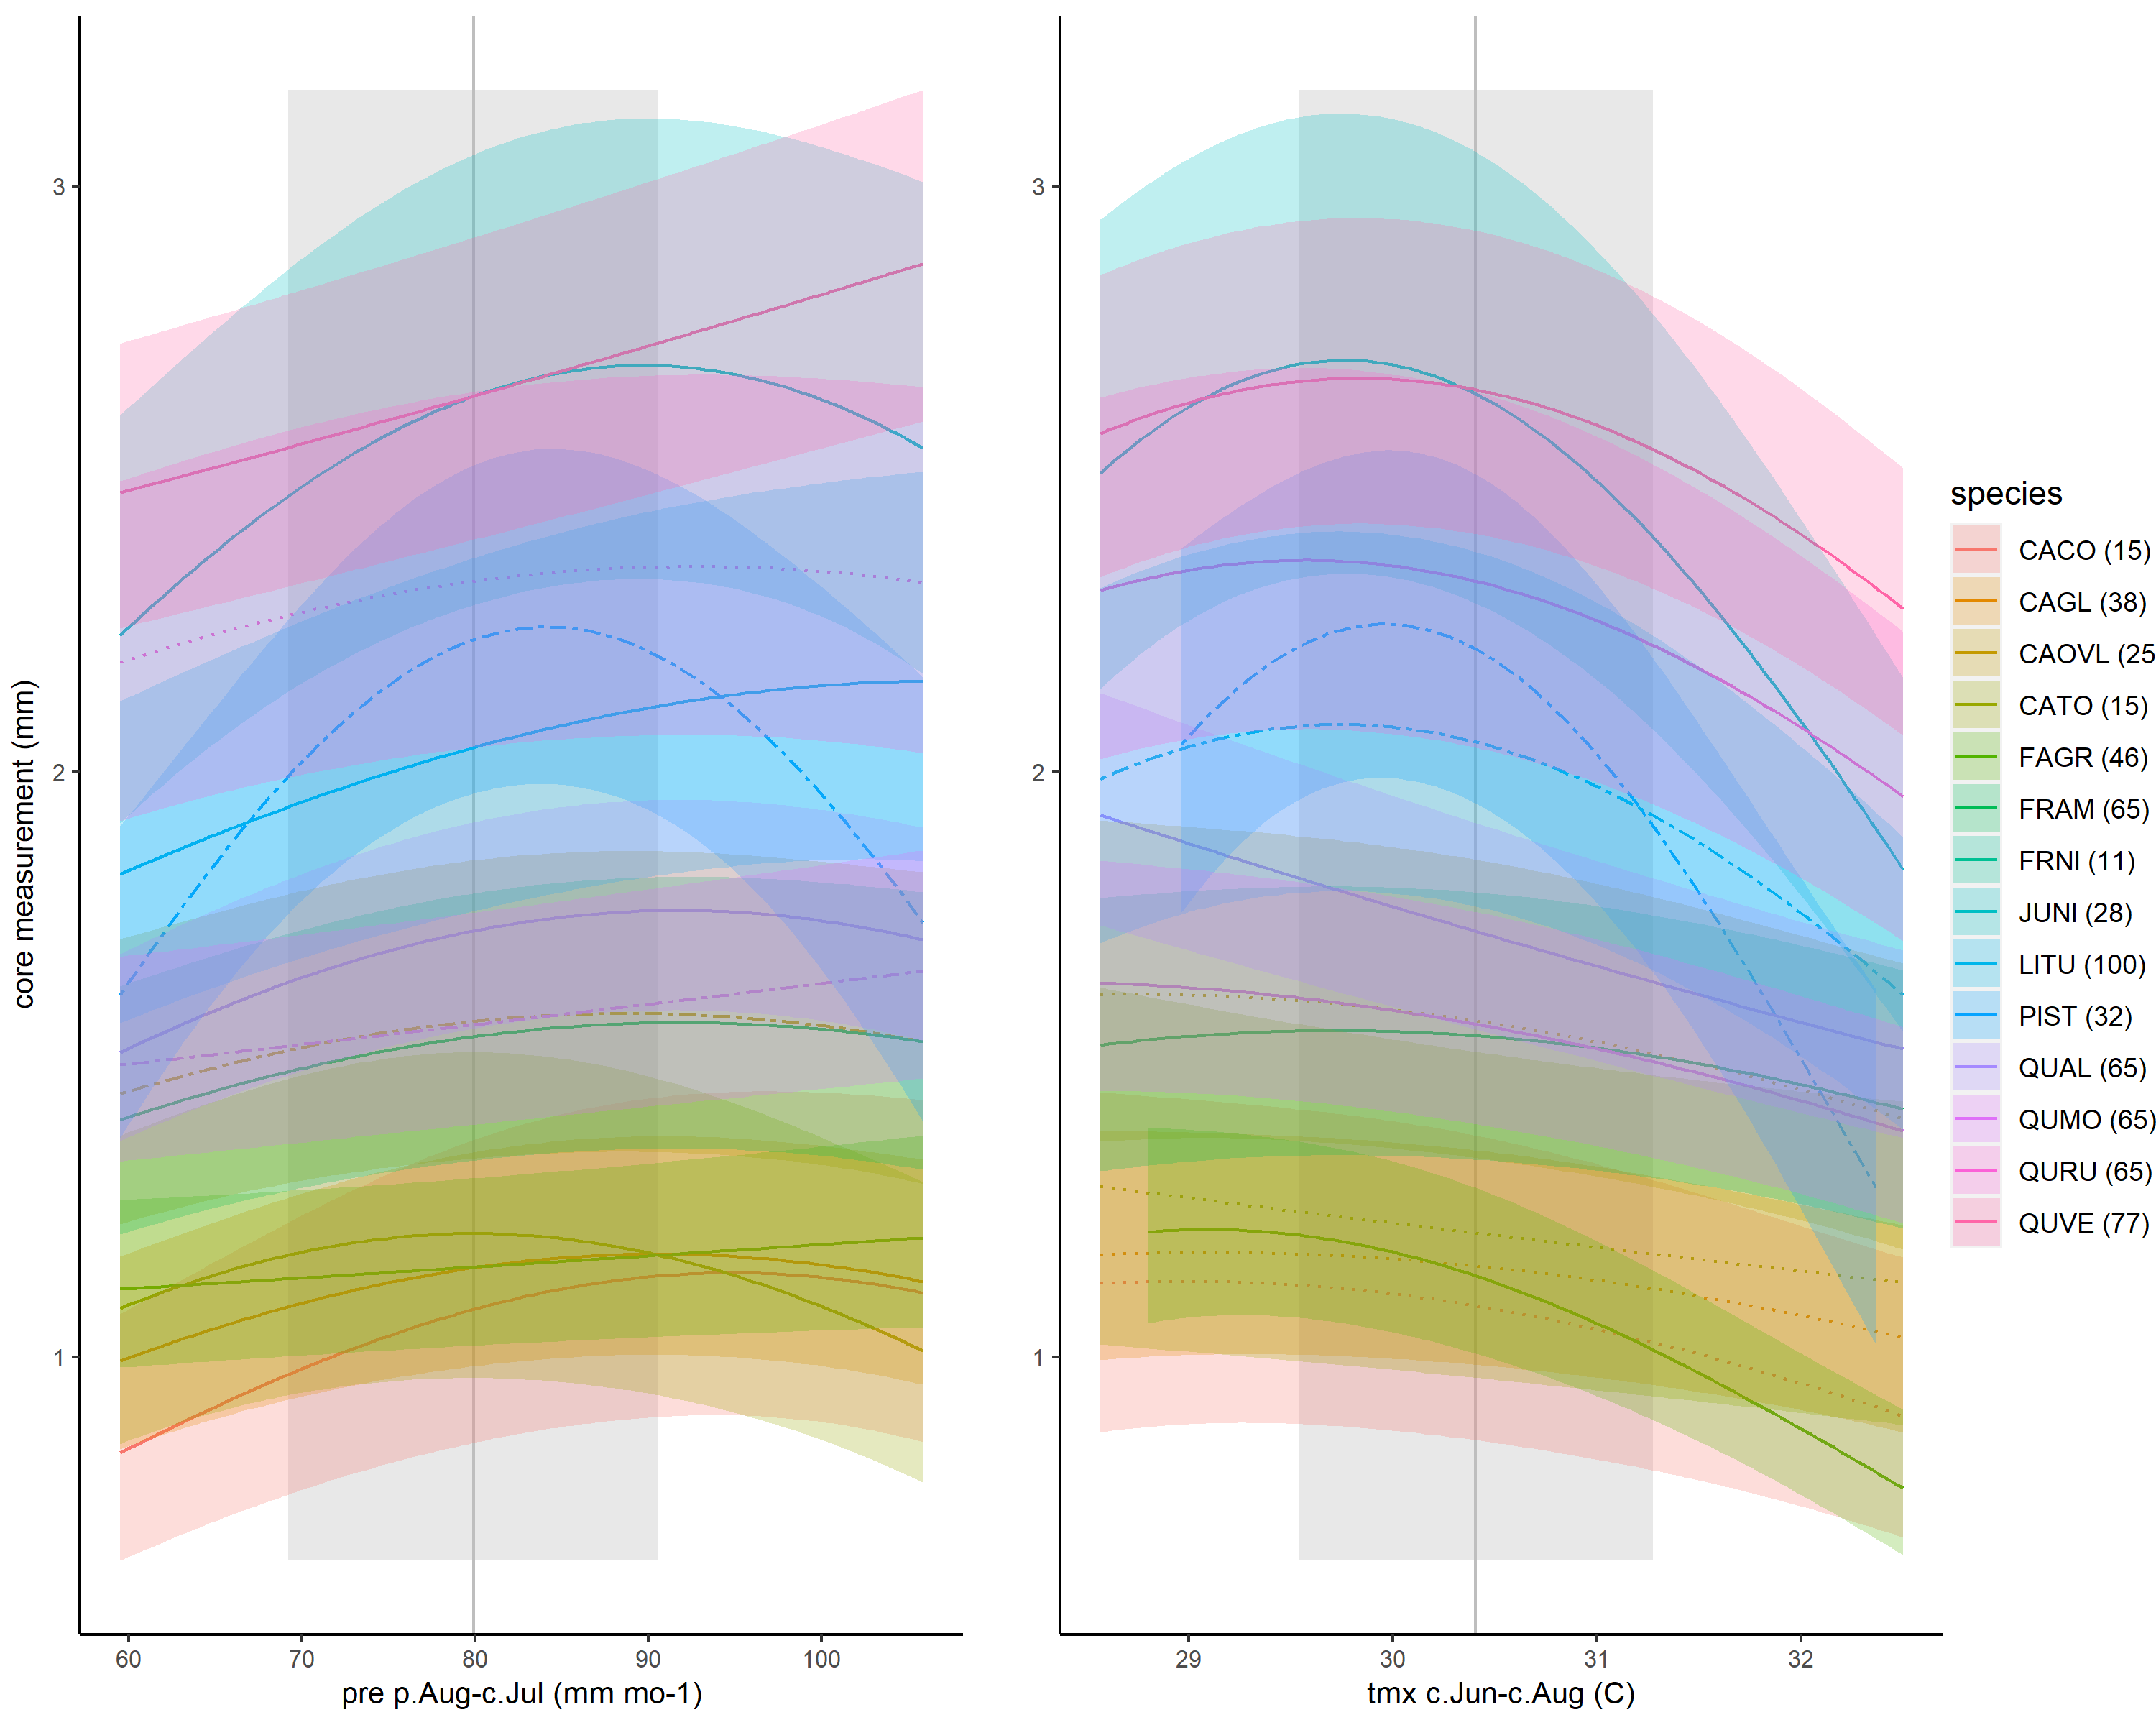 core measurement (mm)
3
2
1
60 70 80 90 100
pre p.Aug-c.Jul (mm mo-1)
3
2
1
29 30 31 32
tmx c.Jun-c.Aug (C)
species
CACO (15)
CAGL (38)
CAOVL (25
CATO (15)
FAGR (46)
FRAM (65)
FRNI (11)
JUNI (28)
LITU (100)
PIST (32)
QUAL (65)
QUMO (65)
QURU (65)
QUVE (77)